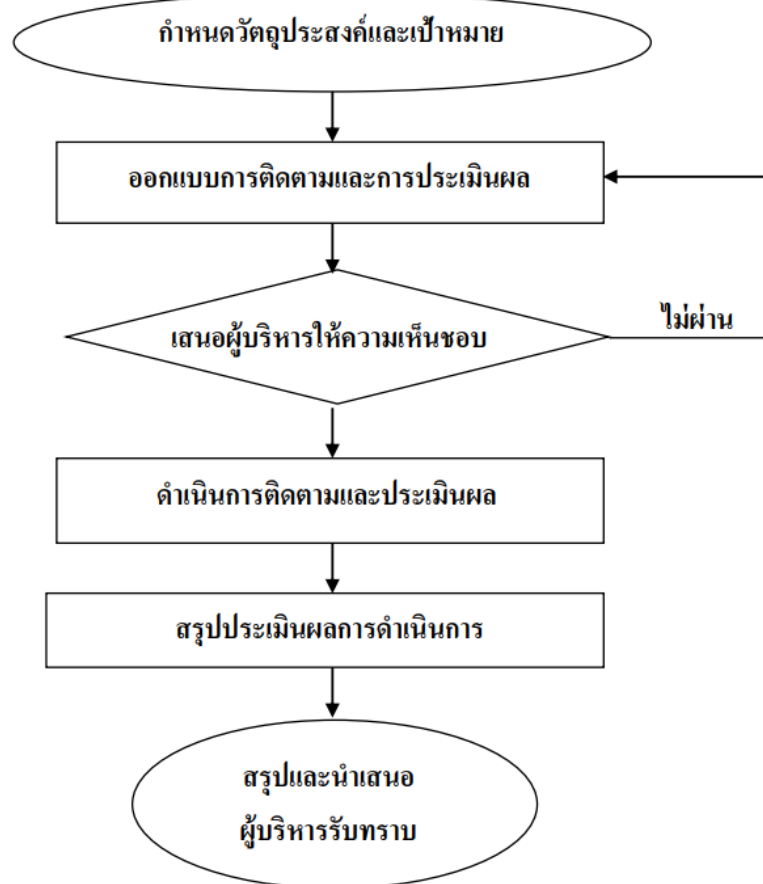 กำหนดวัตถุประสงค์และเป้าหมาย
ออกแบบการติดตามและการประเมินผล
เสนอผู้บริหารให้ความเห็นชอบ
ไม่ผ่าน
ดำเนินการติดตามและประเมินผล
สรุปประเมินผลการดำเนินการ
สรุปและนำเสนอ
ผู้บริหารรับทราบ